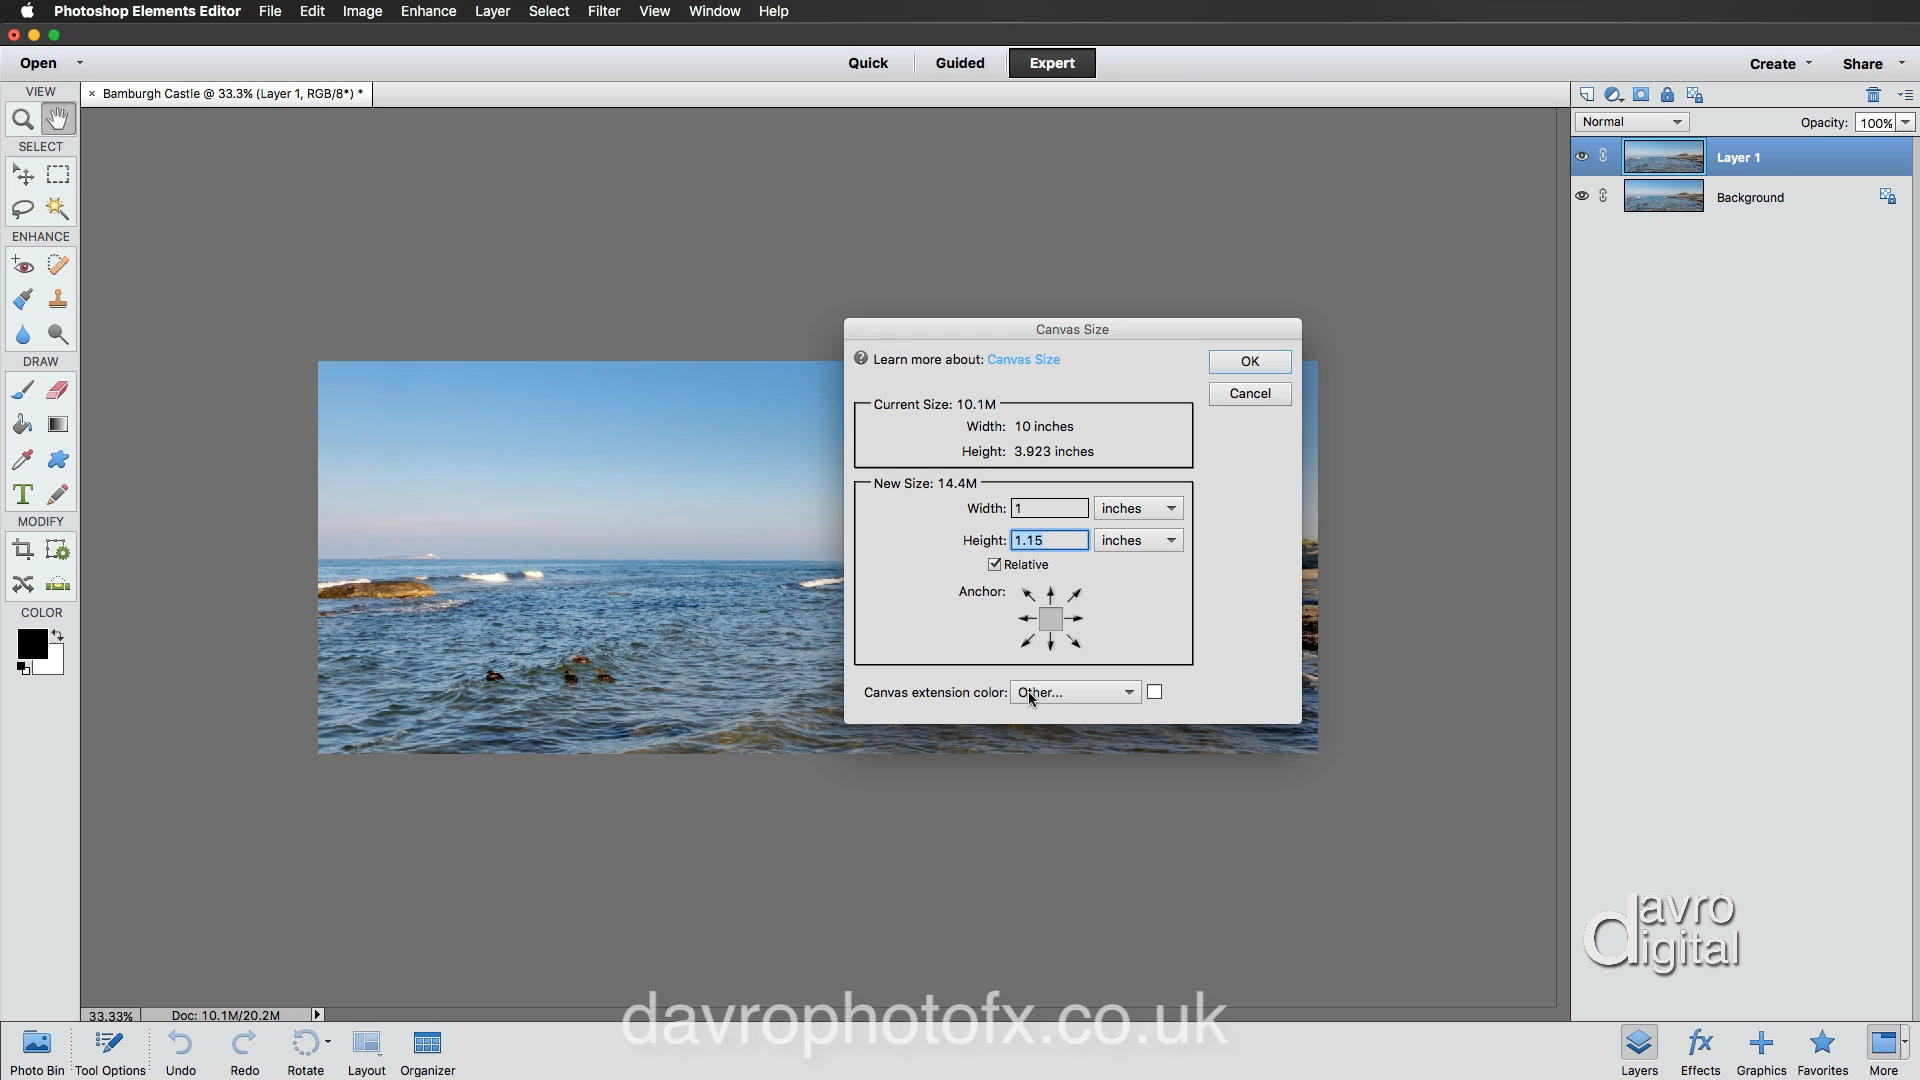 Photoshop Elements Editor File Edit Image Enhance Layer Select Filter View Window Help
Open Quick Guided Expert Create Share
VIEW × Bamburgh Castle @ 33.3% (Layer 1, RGB/8*) *
Normal Opacity: 100%
SELECT
Layer 1
Background
ENHANCE
DRAW
T
MODIFY
COLOR
Canvas Size
? Learn more about: Canvas Size
OK
Cancel
Current Size: 10.1M
Width: 10 inches
Height: 3.923 inches
New Size: 14.4M
Width: 1 inches
Height: 1.15 inches
Relative
Anchor:
Canvas extension color: Other...
davro
digital
33.33% Doc: 10.1M/20.2M
davrophotofx.co.uk
fx
Photo Bin Tool Options Undo Redo Rotate Layout Organizer Layers Effects Graphics Favorites More